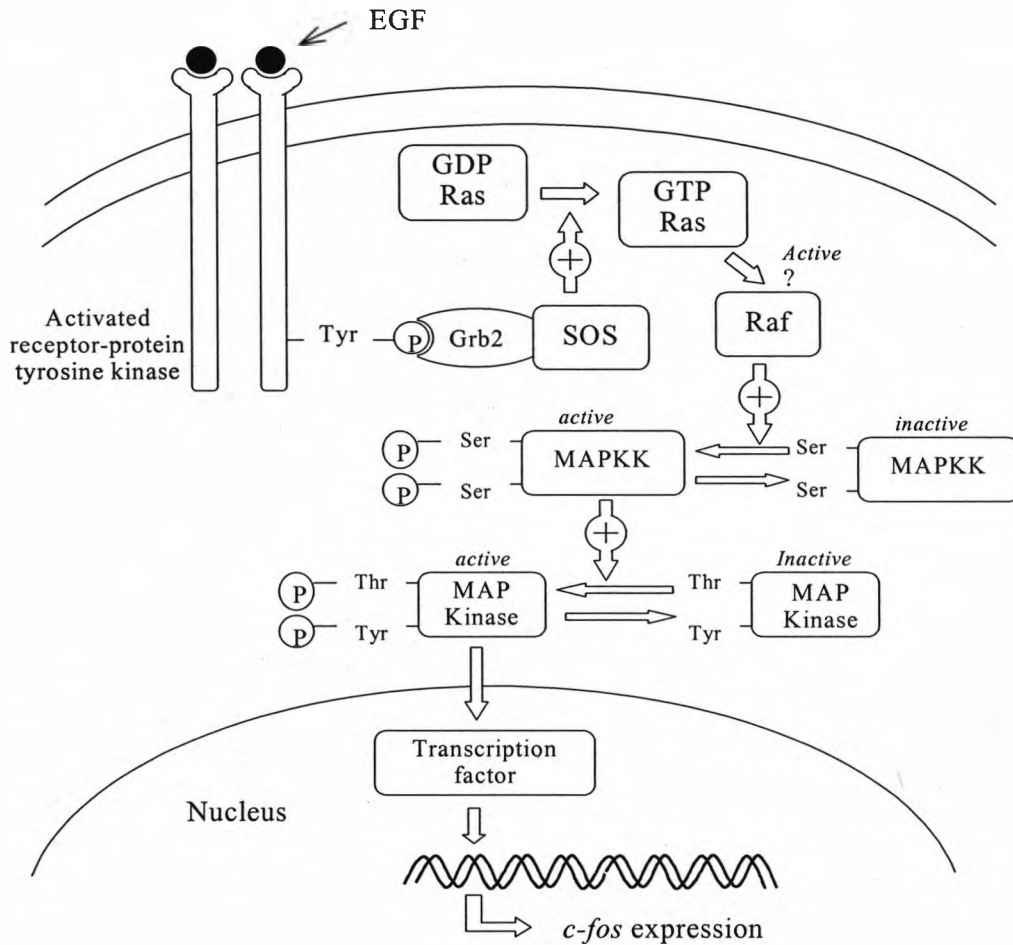 EGF
GDP
Ras
GTP
Ras
Active
?
Raf
Activated
receptor-protein
tyrosine kinase
Tyr
P
Grb2
SOS
active
inactive
P
Ser
MAPKK
Ser
MAPKK
P
Ser
Ser
active
Inactive
P
Thr
MAP
Kinase
Thr
MAP
Kinase
P
Tyr
Tyr
Transcription
factor
Nucleus
c-fos expression